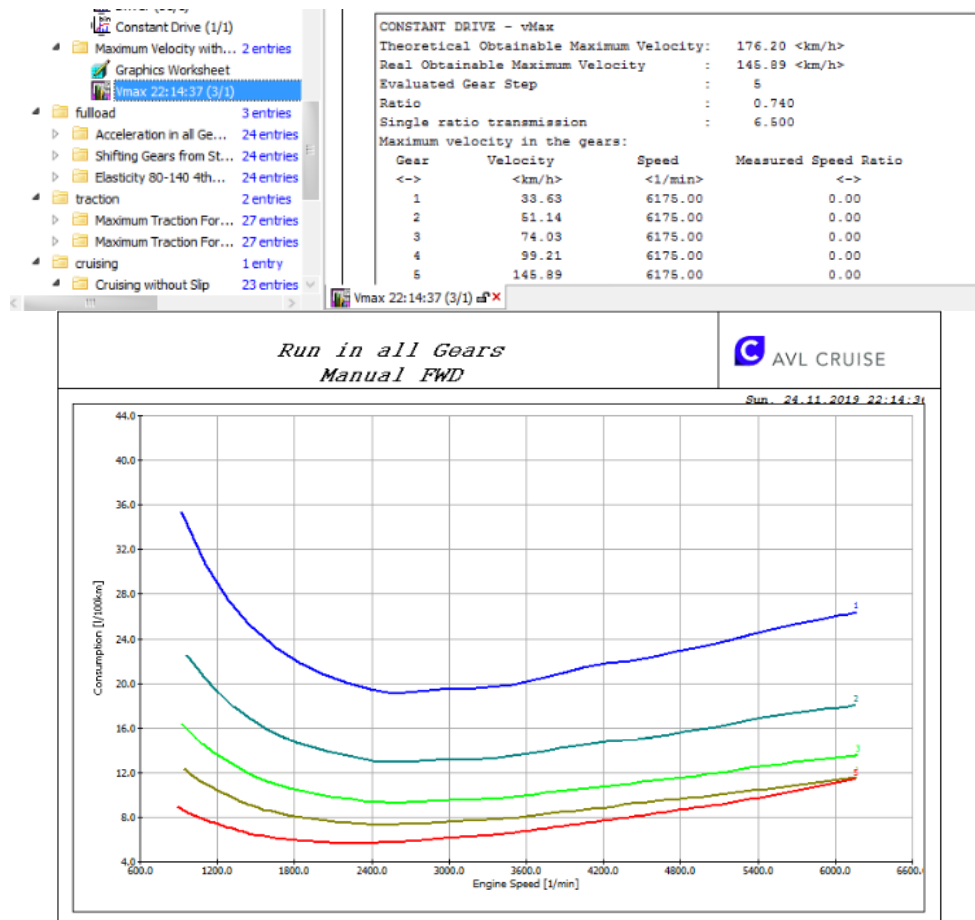 Constant Drive (1/1)
Maximum Velocity with... 2 entries
Graphics Worksheet
Vmax 22:14:37 (3/1)
fulload 3 entries
Acceleration in all Ge... 24 entries
Shifting Gears from St... 24 entries
Elasticity 80-140 4th... 24 entries
traction 2 entries
Maximum Traction For... 27 entries
Maximum Traction For... 27 entries
cruising 1 entry
Cruising without Slip 23 entries
CONSTANT DRIVE - vMax
Theoretical Obtainable Maximum Velocity: 176.20 <km/h>
Real Obtainable Maximum Velocity : 145.89 <km/h>
Evaluated Gear Step : 5
Ratio : 0.740
Single ratio transmission : 6.500
Maximum velocity in the gears:
Gear Velocity Speed Measured Speed Ratio
<-> <km/h> <1/min> <->
1 33.63 6175.00 0.00
2 51.14 6175.00 0.00
3 74.03 6175.00 0.00
4 99.21 6175.00 0.00
5 145.89 6175.00 0.00
Vmax 22:14:37 (3/1)
Run in all Gears
Manual FWD
AVL CRUISE
Sun. 24.11.2019 22:14:36
44.0
40.0
36.0
32.0
28.0
24.0
20.0
16.0
12.0
8.0
4.0
Consumption [l/100km]
1
2
3
600.0 1200.0 1800.0 2400.0 3000.0 3600.0 4200.0 4800.0 5400.0 6000.0 6600.
Engine Speed [1/min]